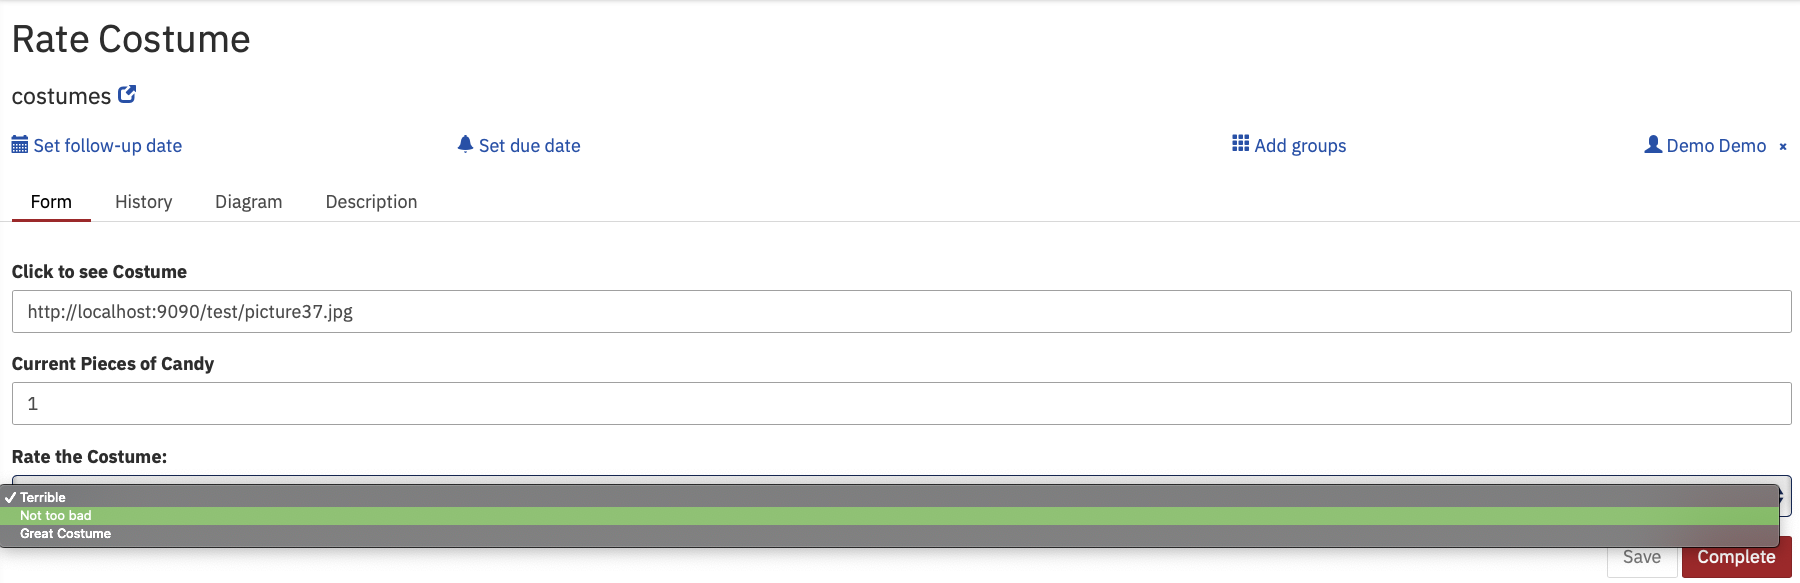 Rate Costume
costumes
Set follow-up date Set due date Add groups Demo Demo ×
Form History Diagram Description
Click to see Costume
http://localhost:9090/test/picture37.jpg
Current Pieces of Candy
1
Rate the Costume:
✓ Terrible
Not too bad
Great Costume
Save Complete